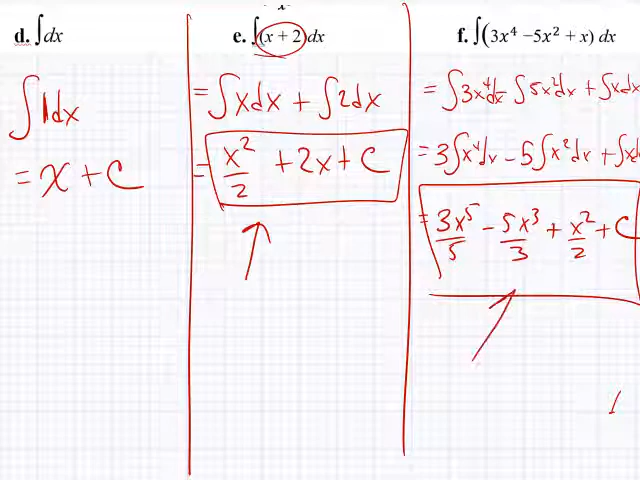 d. ∫dx
∫1dx
= x + C
e. ∫(x + 2) dx
= ∫xdx + ∫2dx
= x²/2 + 2x + C
f. ∫(3x⁴ −5x² + x) dx
= ∫3x⁴dx ∫5x²dx + ∫xdx
= 3∫x⁴dx − 5∫x²dx + ∫xd
= 3x⁵/5 − 5x³/3 + x²/2 + C